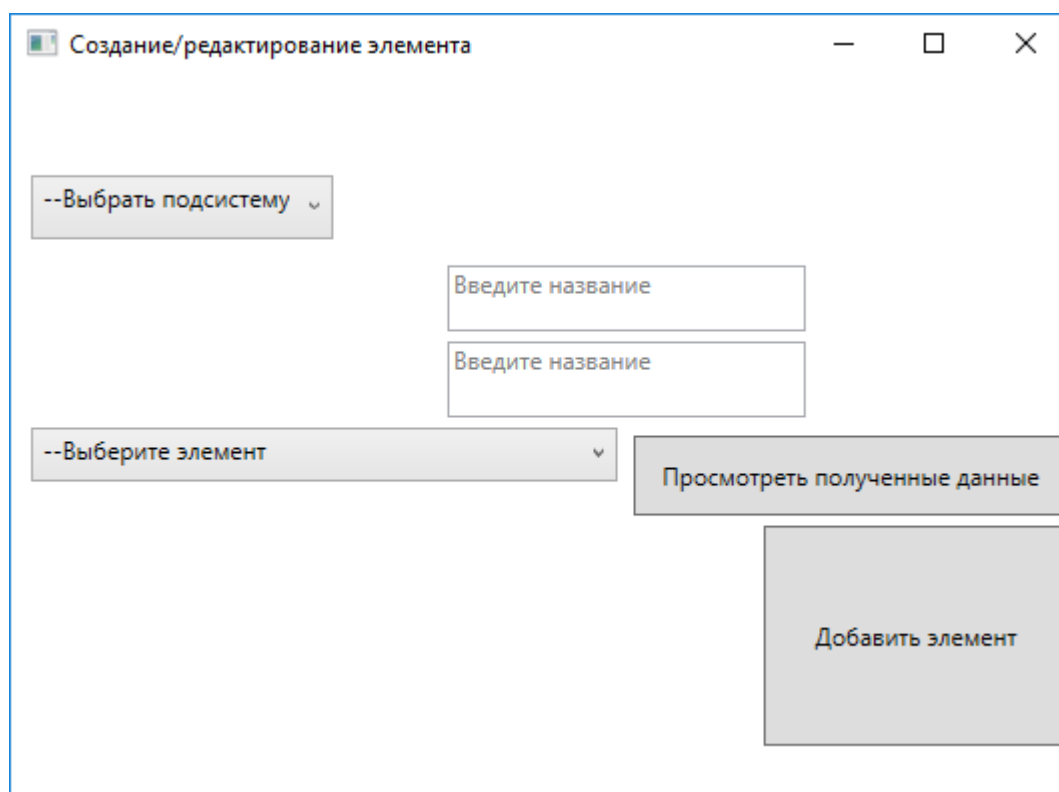 Создание/редактирование элемента
--Выбрать подсистему
Введите название
Введите название
--Выберите элемент
Просмотреть полученные данные
Добавить элемент